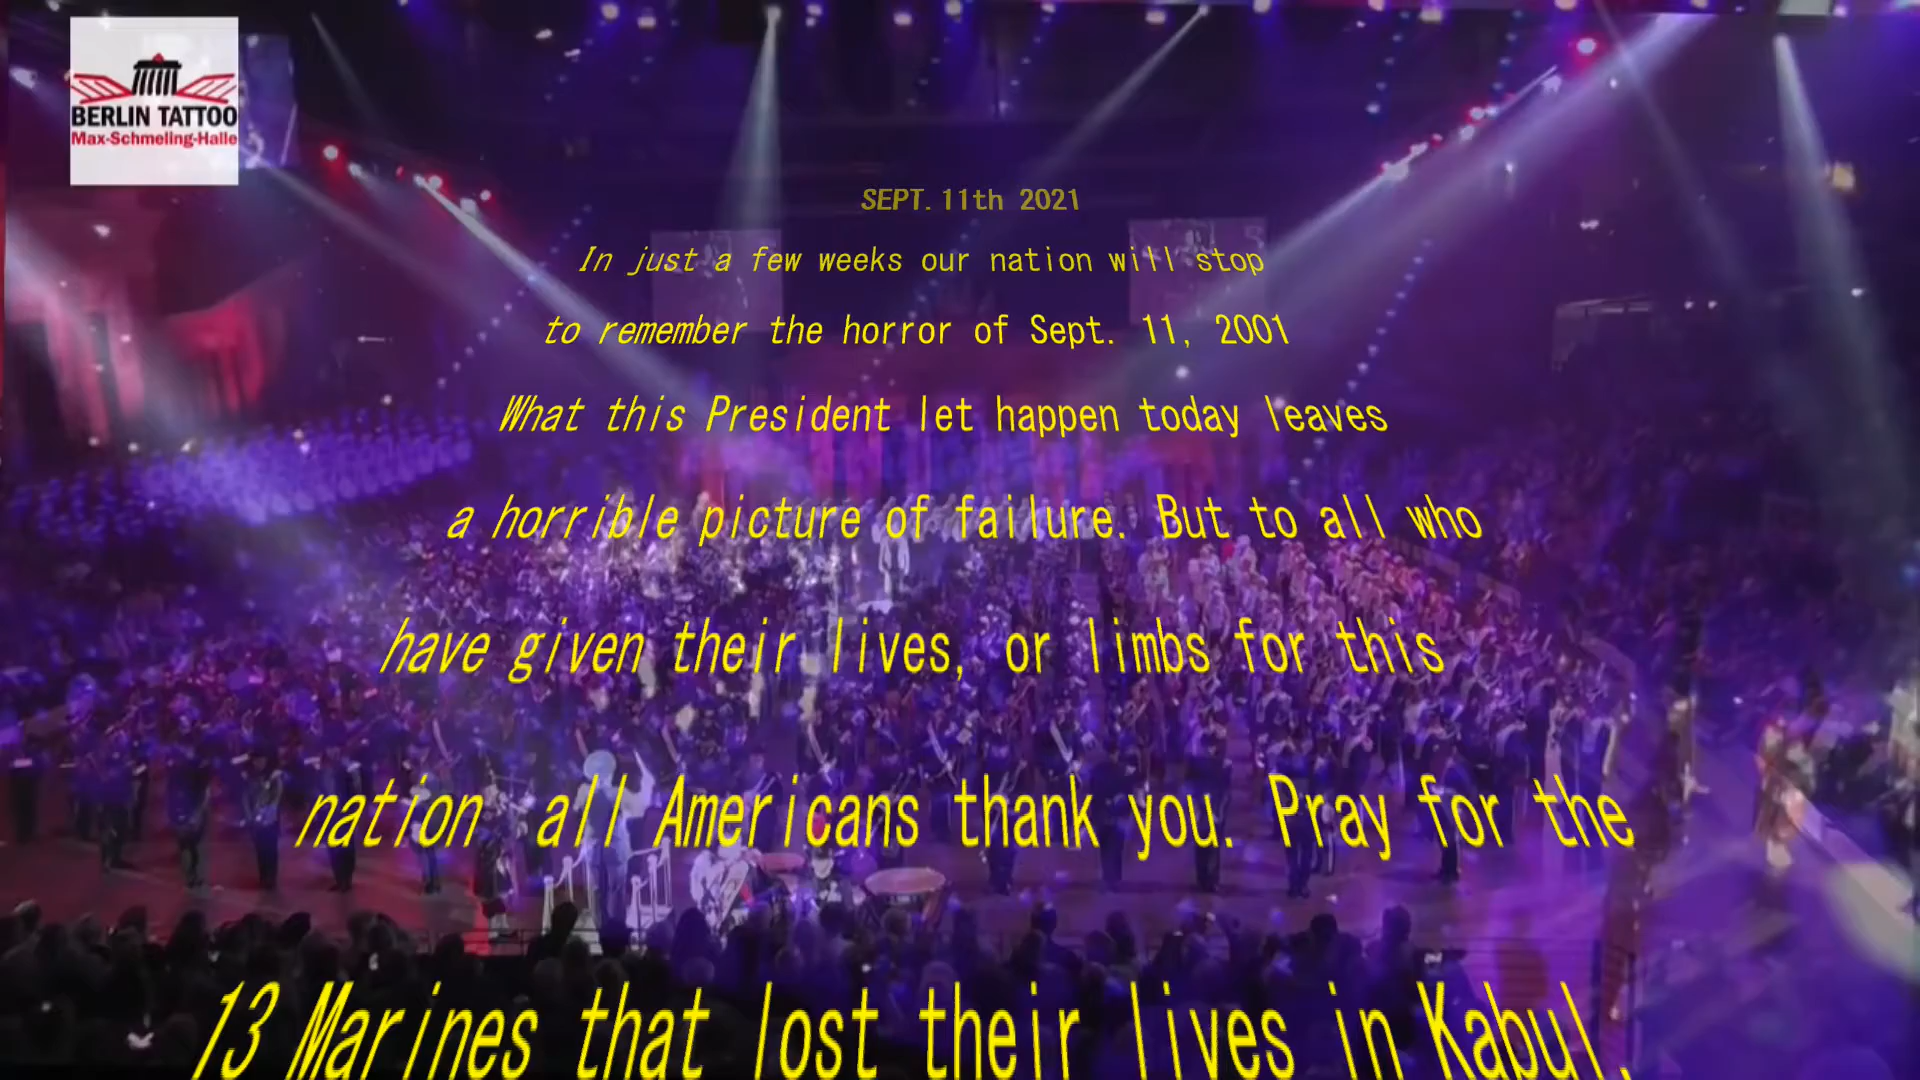 BERLIN TATTOO
Max-Schmeling-Halle
SEPT. 11th 2021
In just a few weeks our nation will stop
to remember the horror of Sept. 11, 2001
What this President let happen today leaves
a horrible picture of failure. But to all who
have given their lives, or limbs for this
nation all Americans thank you. Pray for the
13 Marines that lost their lives in Kabul.